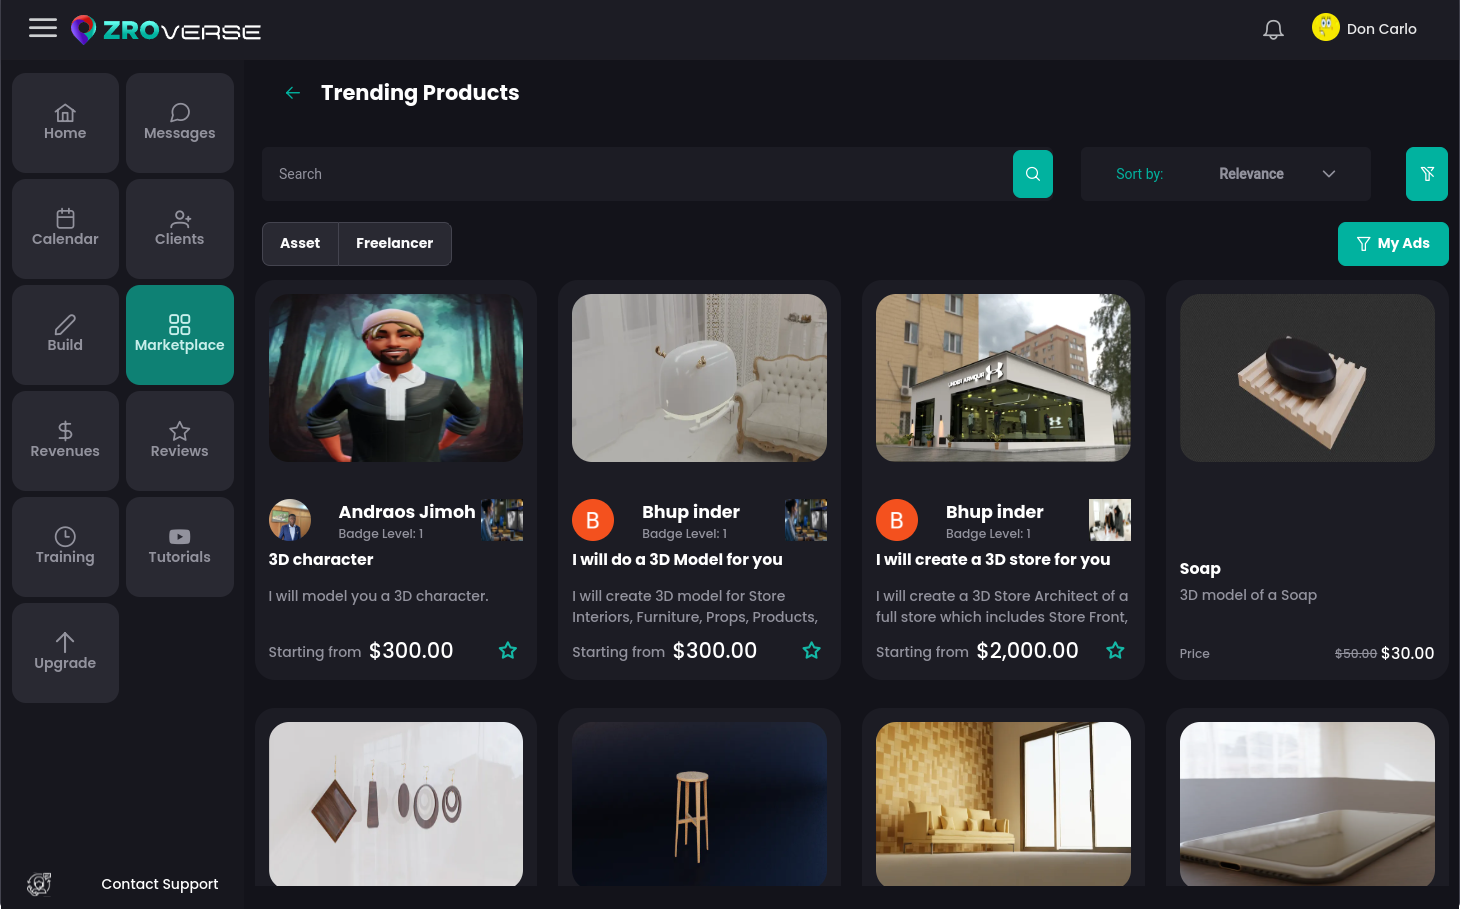 ZROVERSE
Don Carlo
Home
Messages
Calendar
Clients
Build
Marketplace
Revenues
Reviews
Training
Tutorials
Upgrade
Contact Support
Trending Products
Search
Sort by:
Relevance
Asset
Freelancer
My Ads
Andraos Jimoh
Badge Level: 1
3D character
I will model you a 3D character.
Starting from $300.00
B
Bhup inder
Badge Level: 1
I will do a 3D Model for you
I will create 3D model for Store
Interiors, Furniture, Props, Products,
Starting from $300.00
UNDER ARMOUR
B
Bhup inder
Badge Level: 1
I will create a 3D store for you
I will create a 3D Store Architect of a
full store which includes Store Front,
Starting from $2,000.00
Soap
3D model of a Soap
Price
$50.00 $30.00